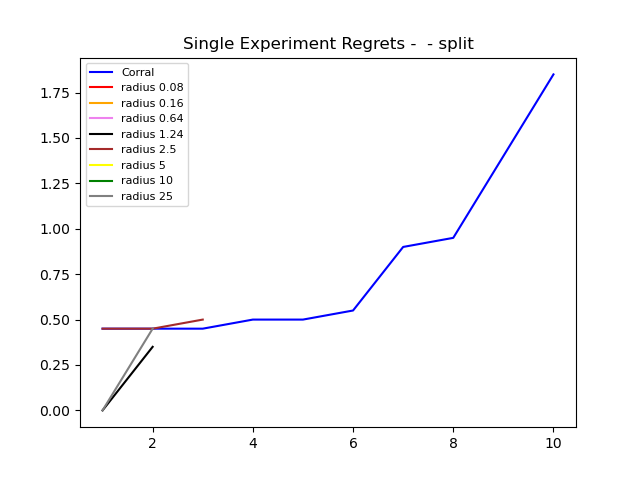 Single Experiment Regrets -  - split
Corral
radius 0.08
radius 0.16
radius 0.64
radius 1.24
radius 2.5
radius 5
radius 10
radius 25
1.75
1.50
1.25
1.00
0.75
0.50
0.25
0.00
2 4 6 8 10